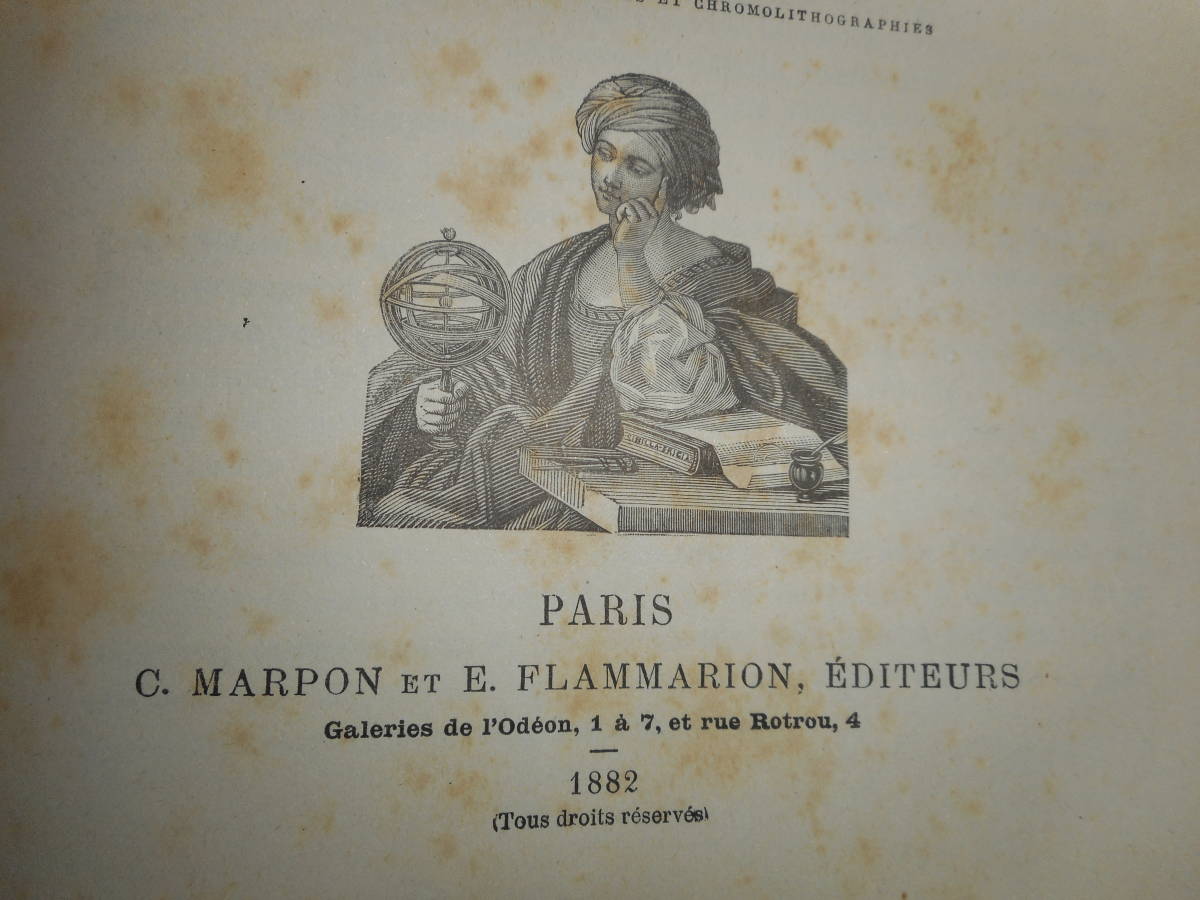 ET CHROMOLITHOGRAPHIES
PARIS
C. MARPON ET E. FLAMMARION, ÉDITEURS
Galeries de l'Odéon, 1 à 7, et rue Rotrou, 4
1882
(Tous droits réservés)